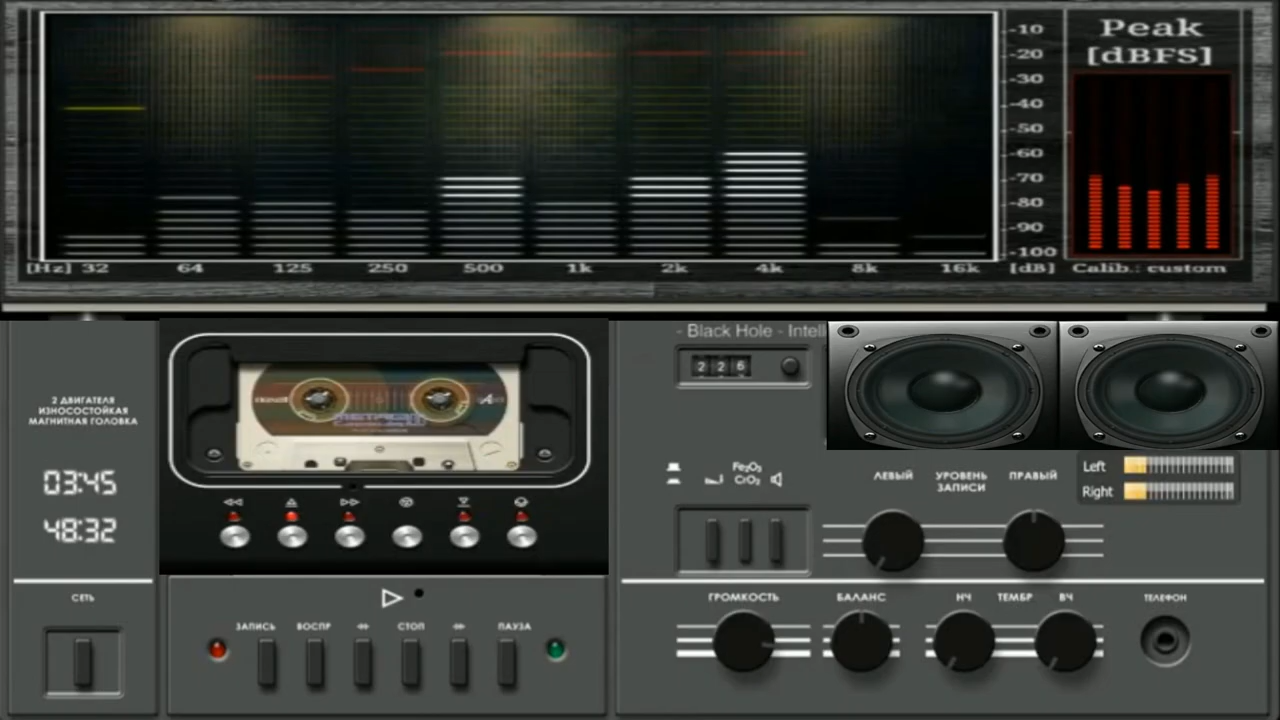 Peak
[dBFS]
-10
-20
-30
-40
-50
-60
-70
-80
-90
-100
[Hz] 32 64 125 250 500 1k 2k 4k 8k 16k [dB] Calib.: custom
- Black Hole - Intell
2 2 6
2 ДВИГАТЕЛЯ
ИЗНОСОСТОЙКАЯ
МАГНИТНАЯ ГОЛОВКА
maxell
A
03:45
48:32
Fe₂O₃
CrO₂
ЛЕВЫЙ УРОВЕНЬ ЗАПИСИ ПРАВЫЙ
Left
Right
СЕТЬ
ЗАПИСЬ ВОСПР СТОП ПАУЗА
ГРОМКОСТЬ БАЛАНС НЧ ТЕМБР ВЧ ТЕЛЕФОН